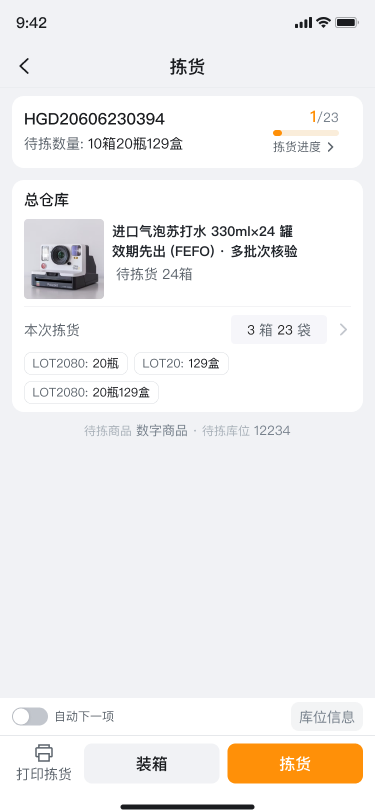 9:42
拣货
HGD20606230394
1/23
待拣数量: 10箱20瓶129盒
拣货进度
总仓库
进口气泡苏打水 330ml×24 罐
效期先出 (FEFO) · 多批次核验
待拣货 24箱
本次拣货
3 箱 23 袋
LOT2080: 20瓶
LOT20: 129盒
LOT2080: 20瓶129盒
待拣商品 数字商品 · 待拣库位 12234
自动下一项
库位信息
打印拣货
装箱
拣货